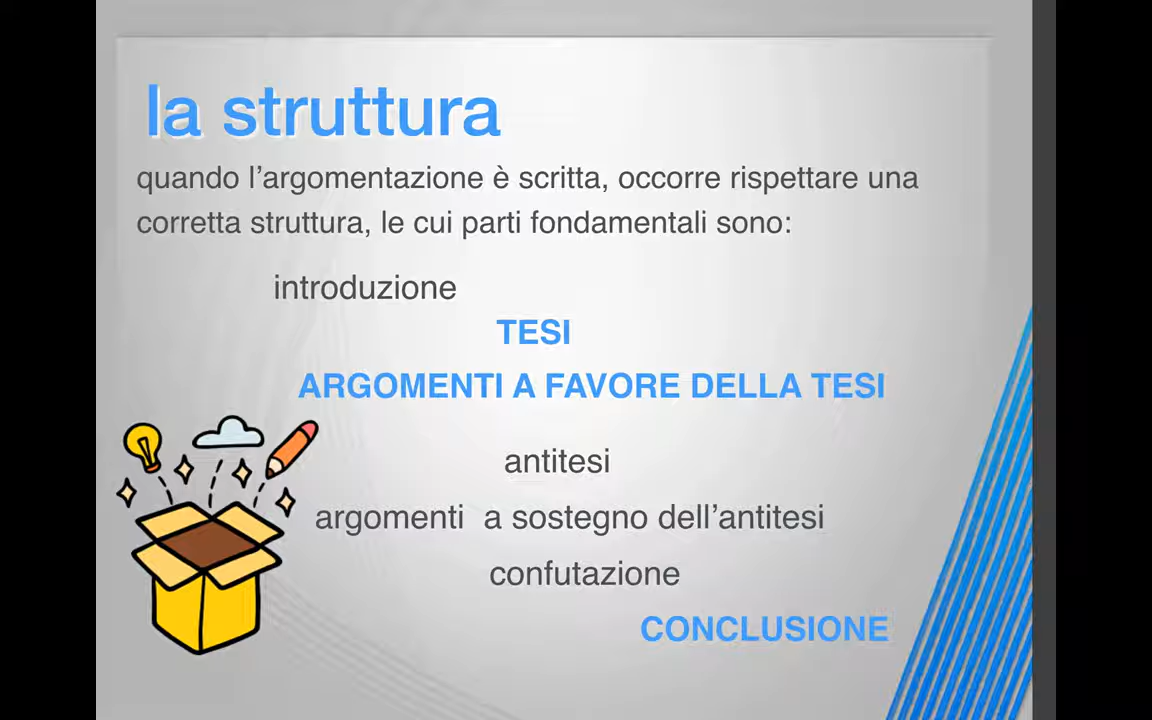 la struttura
quando l’argomentazione è scritta, occorre rispettare una
corretta struttura, le cui parti fondamentali sono:
introduzione
TESI
ARGOMENTI A FAVORE DELLA TESI
antitesi
argomenti  a sostegno dell’antitesi
confutazione
CONCLUSIONE